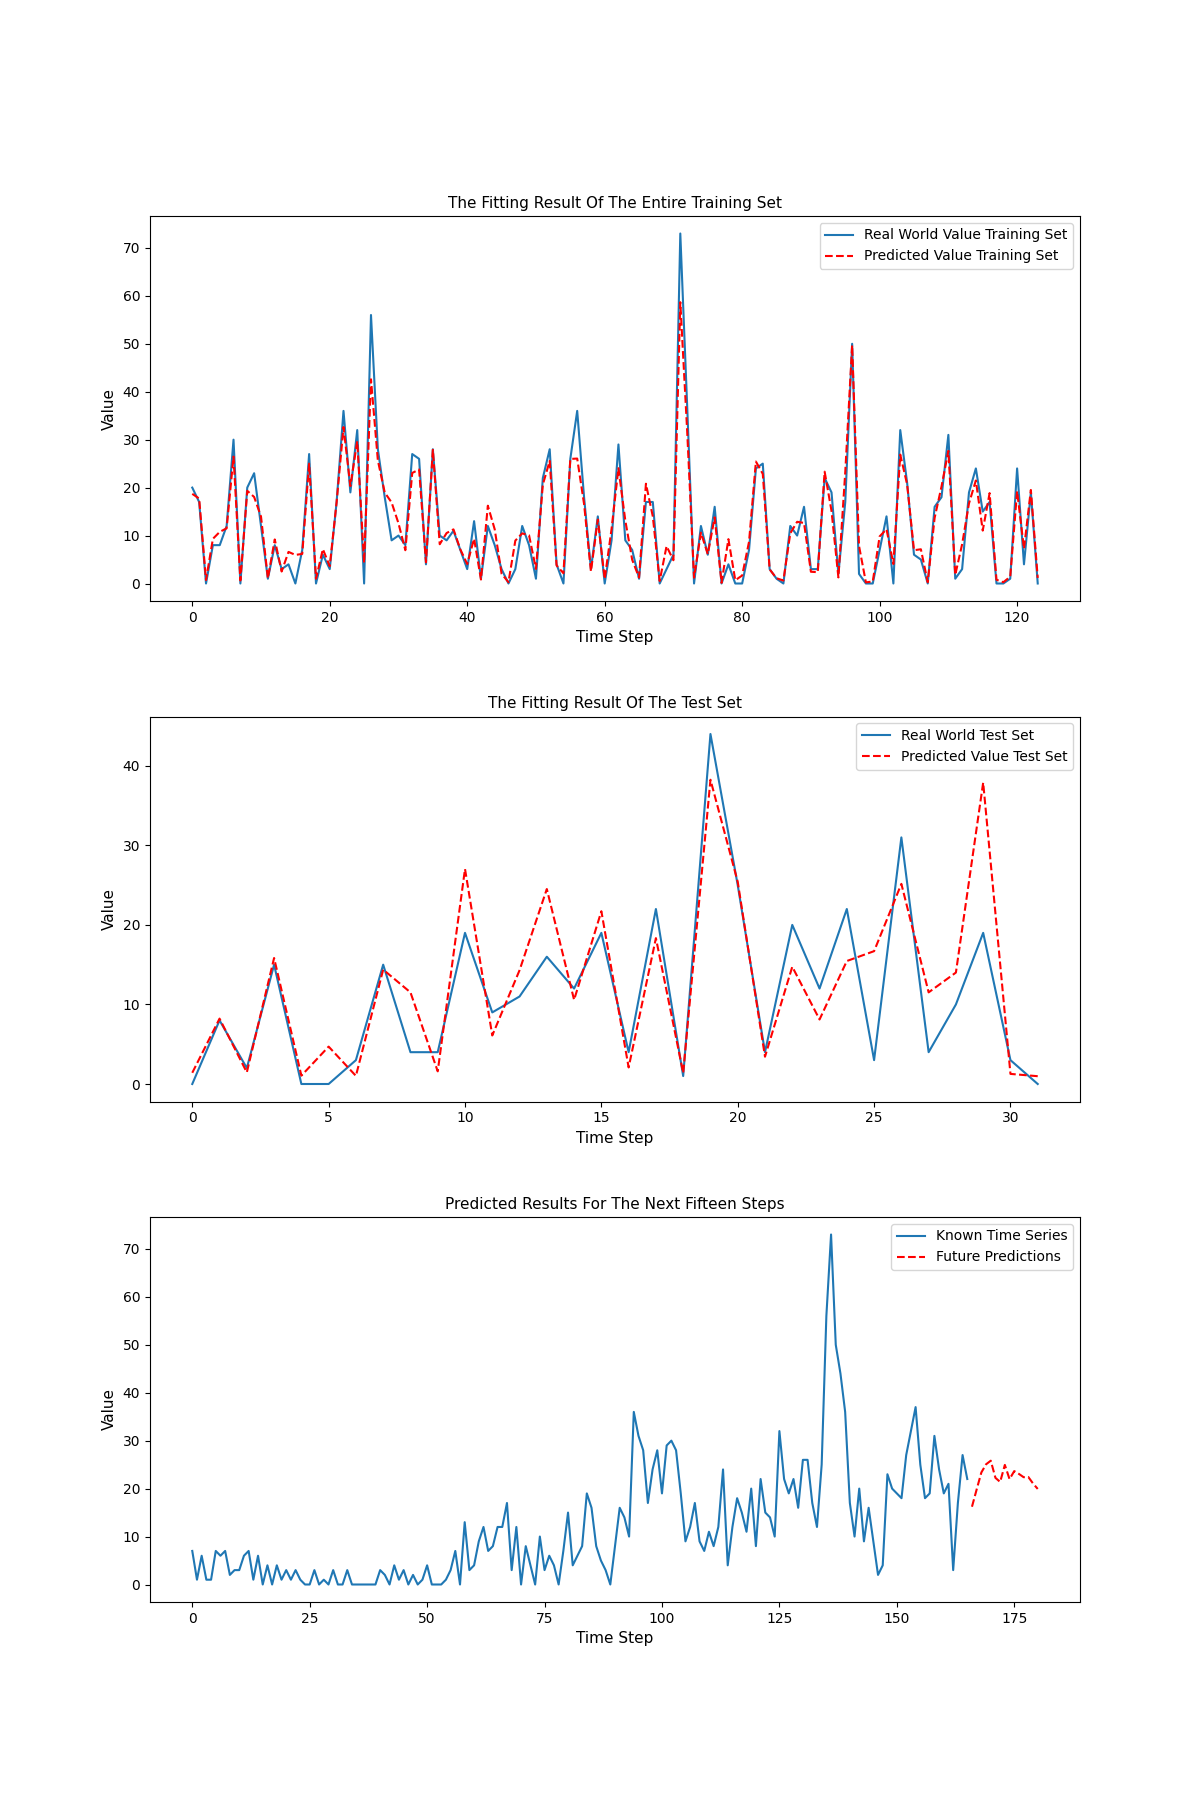 The Fitting Result Of The Entire Training Set
Real World Value Training Set
Predicted Value Training Set
70
60
50
40
30
20
10
0
Value
0 20 40 60 80 100 120
Time Step
The Fitting Result Of The Test Set
Real World Test Set
Predicted Value Test Set
40
30
20
10
0
Value
0 5 10 15 20 25 30
Time Step
Predicted Results For The Next Fifteen Steps
Known Time Series
Future Predictions
70
60
50
40
30
20
10
0
Value
0 25 50 75 100 125 150 175
Time Step